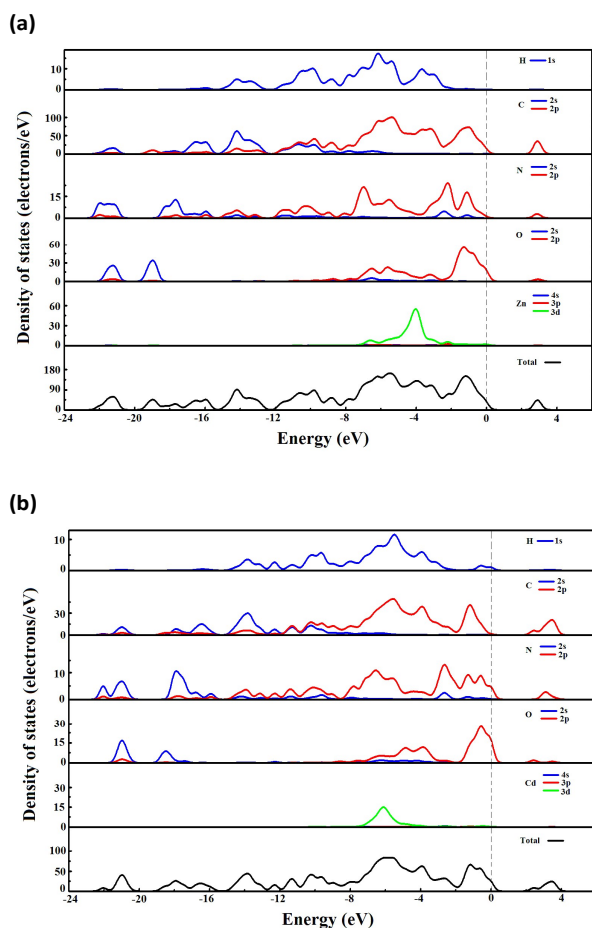 (a)
Density of states (electrons/eV)
10
0
H 1s
100
50
0
C 2s
2p
15
0
N 2s
2p
60
30
0
O 2s
2p
60
30
0
Zn 4s
3p
3d
180
90
0
Total
-24 -20 -16 -12 -8 -4 0 4
Energy (eV)
(b)
Density of states (electrons/eV)
10
0
H 1s
30
0
C 2s
2p
10
0
N 2s
2p
30
15
0
O 2s
2p
30
15
0
Cd 4s
3p
3d
100
50
0
Total
-24 -20 -16 -12 -8 -4 0 4
Energy (eV)